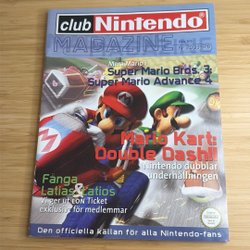 club Nintendo
MAGAZINE
Super Mario Bros. 3:
Super Mario Advance 4
Mario Kart:
Double Dash!!
Nintendo dubblar
underhållningen
Fånga
Latias & Latios
Vi ger ut eon Ticket
exklusivt för medlemmar
Den officiella källan för alla Nintendo-fans